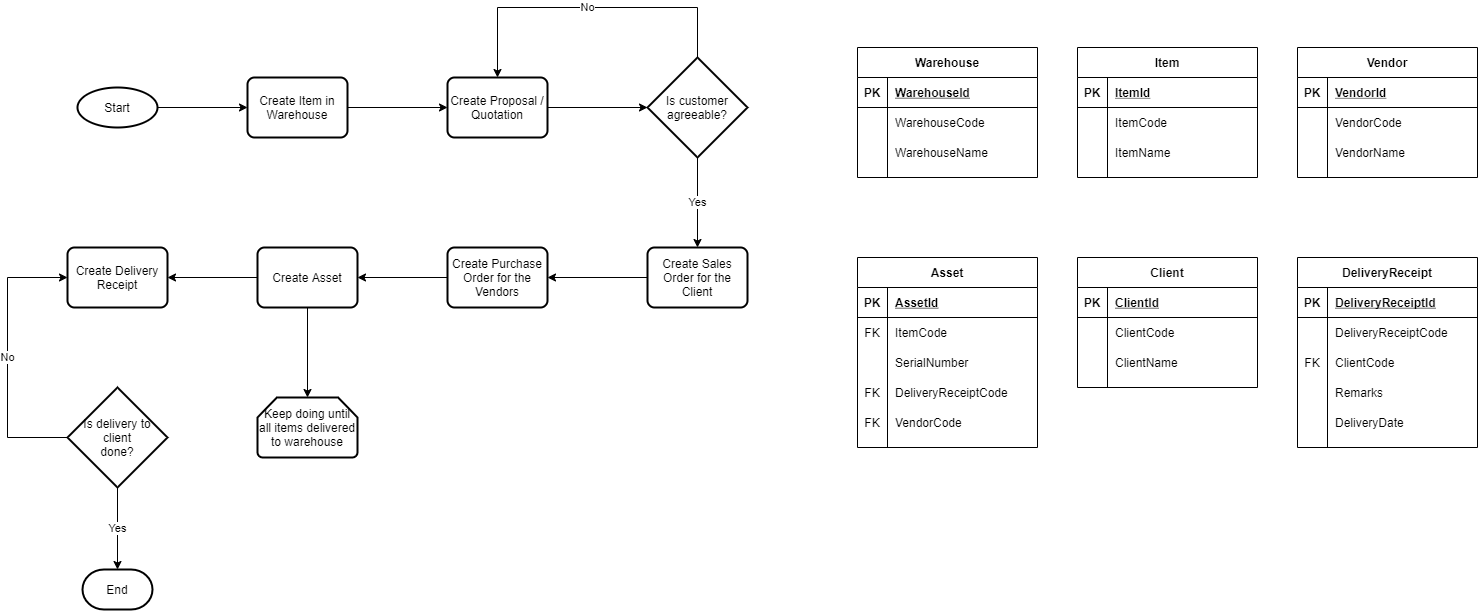 No
Start
Create Item in
Warehouse
Create Proposal /
Quotation
Is customer
agreeable?
Yes
Create Delivery
Receipt
Create Asset
Create Purchase
Order for the
Vendors
Create Sales
Order for the
Client
No
Is delivery to
client
done?
Keep doing until
all items delivered
to warehouse
Yes
End
Warehouse
PK WarehouseId
WarehouseCode
WarehouseName
Item
PK ItemId
ItemCode
ItemName
Vendor
PK VendorId
VendorCode
VendorName
Asset
PK AssetId
FK ItemCode
SerialNumber
FK DeliveryReceiptCode
FK VendorCode
Client
PK ClientId
ClientCode
ClientName
DeliveryReceipt
PK DeliveryReceiptId
DeliveryReceiptCode
FK ClientCode
Remarks
DeliveryDate